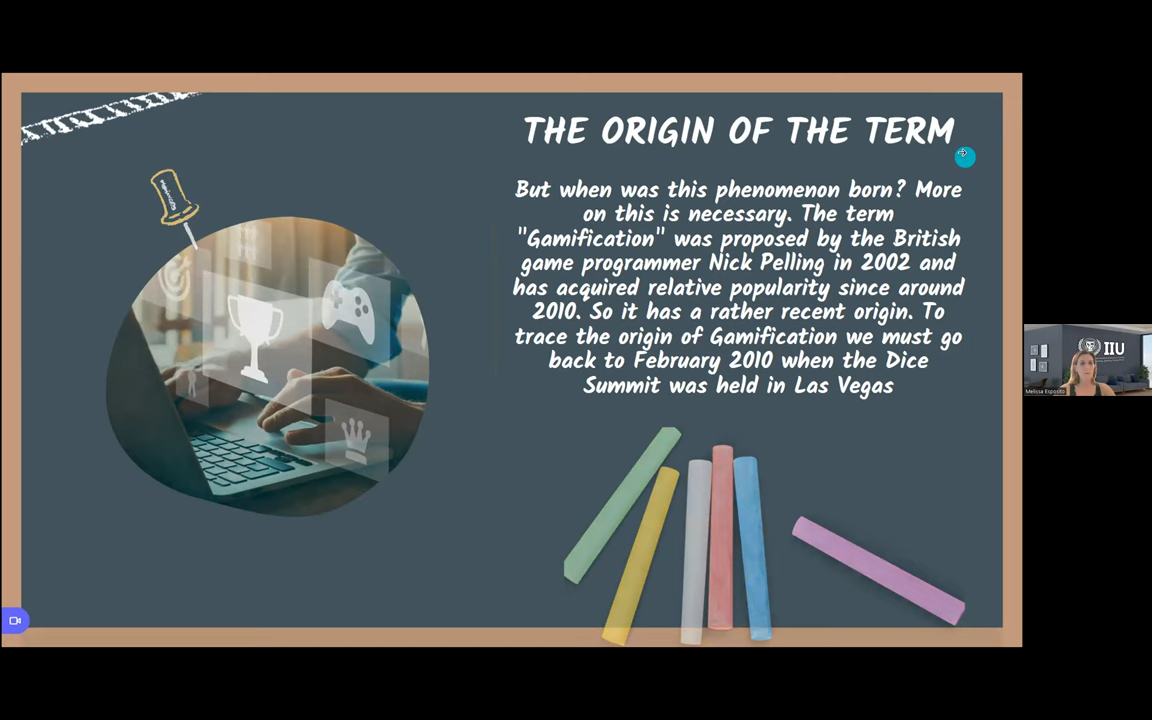 THE ORIGIN OF THE TERM
But when was this phenomenon born? More
on this is necessary. The term
"Gamification" was proposed by the British
game programmer Nick Pelling in 2002 and
has acquired relative popularity since around
2010. So it has a rather recent origin. To
trace the origin of Gamification we must go
back to February 2010 when the Dice
Summit was held in Las Vegas
IIU
Melissa Esposito